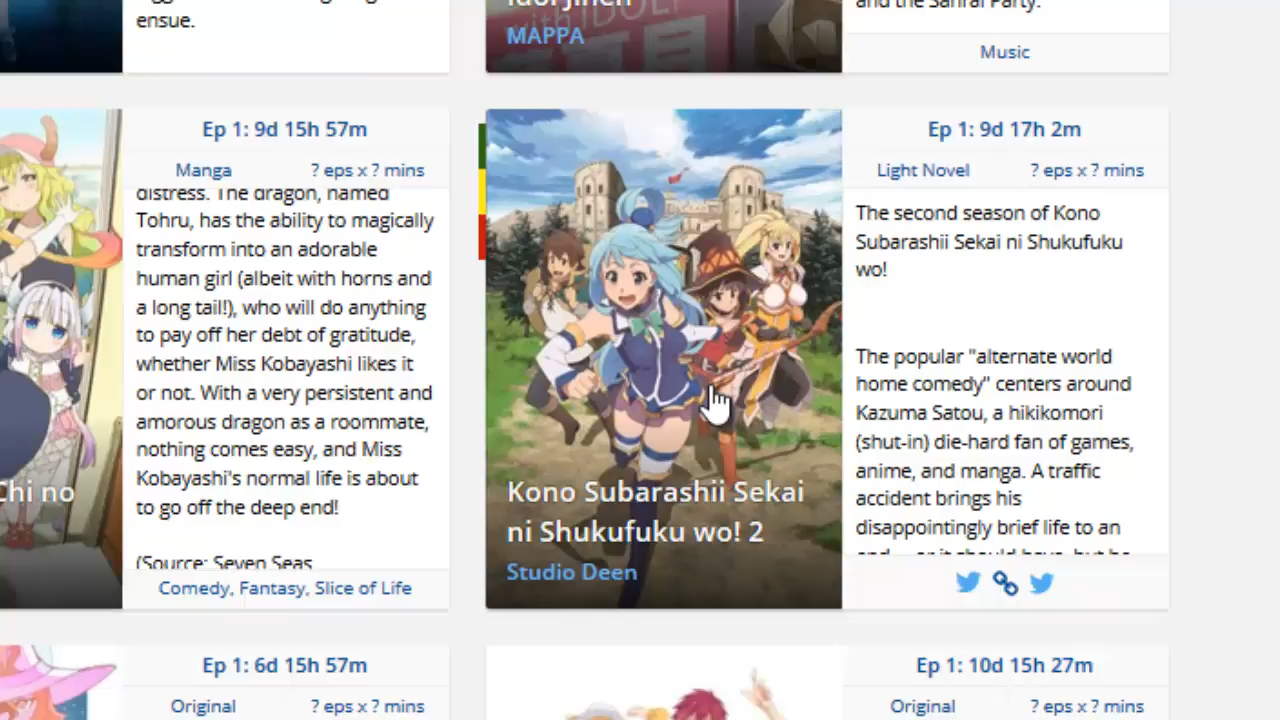 ensue.
MAPPA
and the Sanrai Party.
Music
Ep 1: 9d 15h 57m
Manga ? eps x ? mins
distress. The dragon, named
Tohru, has the ability to magically
transform into an adorable
human girl (albeit with horns and
a long tail!), who will do anything
to pay off her debt of gratitude,
whether Miss Kobayashi likes it
or not. With a very persistent and
amorous dragon as a roommate,
nothing comes easy, and Miss
Kobayashi's normal life is about
to go off the deep end!
(Source: Seven Seas
Comedy, Fantasy, Slice of Life
Chi no
Kono Subarashii Sekai
ni Shukufuku wo! 2
Studio Deen
Ep 1: 9d 17h 2m
Light Novel ? eps x ? mins
The second season of Kono
Subarashii Sekai ni Shukufuku
wo!
The popular "alternate world
home comedy" centers around
Kazuma Satou, a hikikomori
(shut-in) die-hard fan of games,
anime, and manga. A traffic
accident brings his
disappointingly brief life to an
Ep 1: 6d 15h 57m
Original ? eps x ? mins
Ep 1: 10d 15h 27m
Original ? eps x ? mins